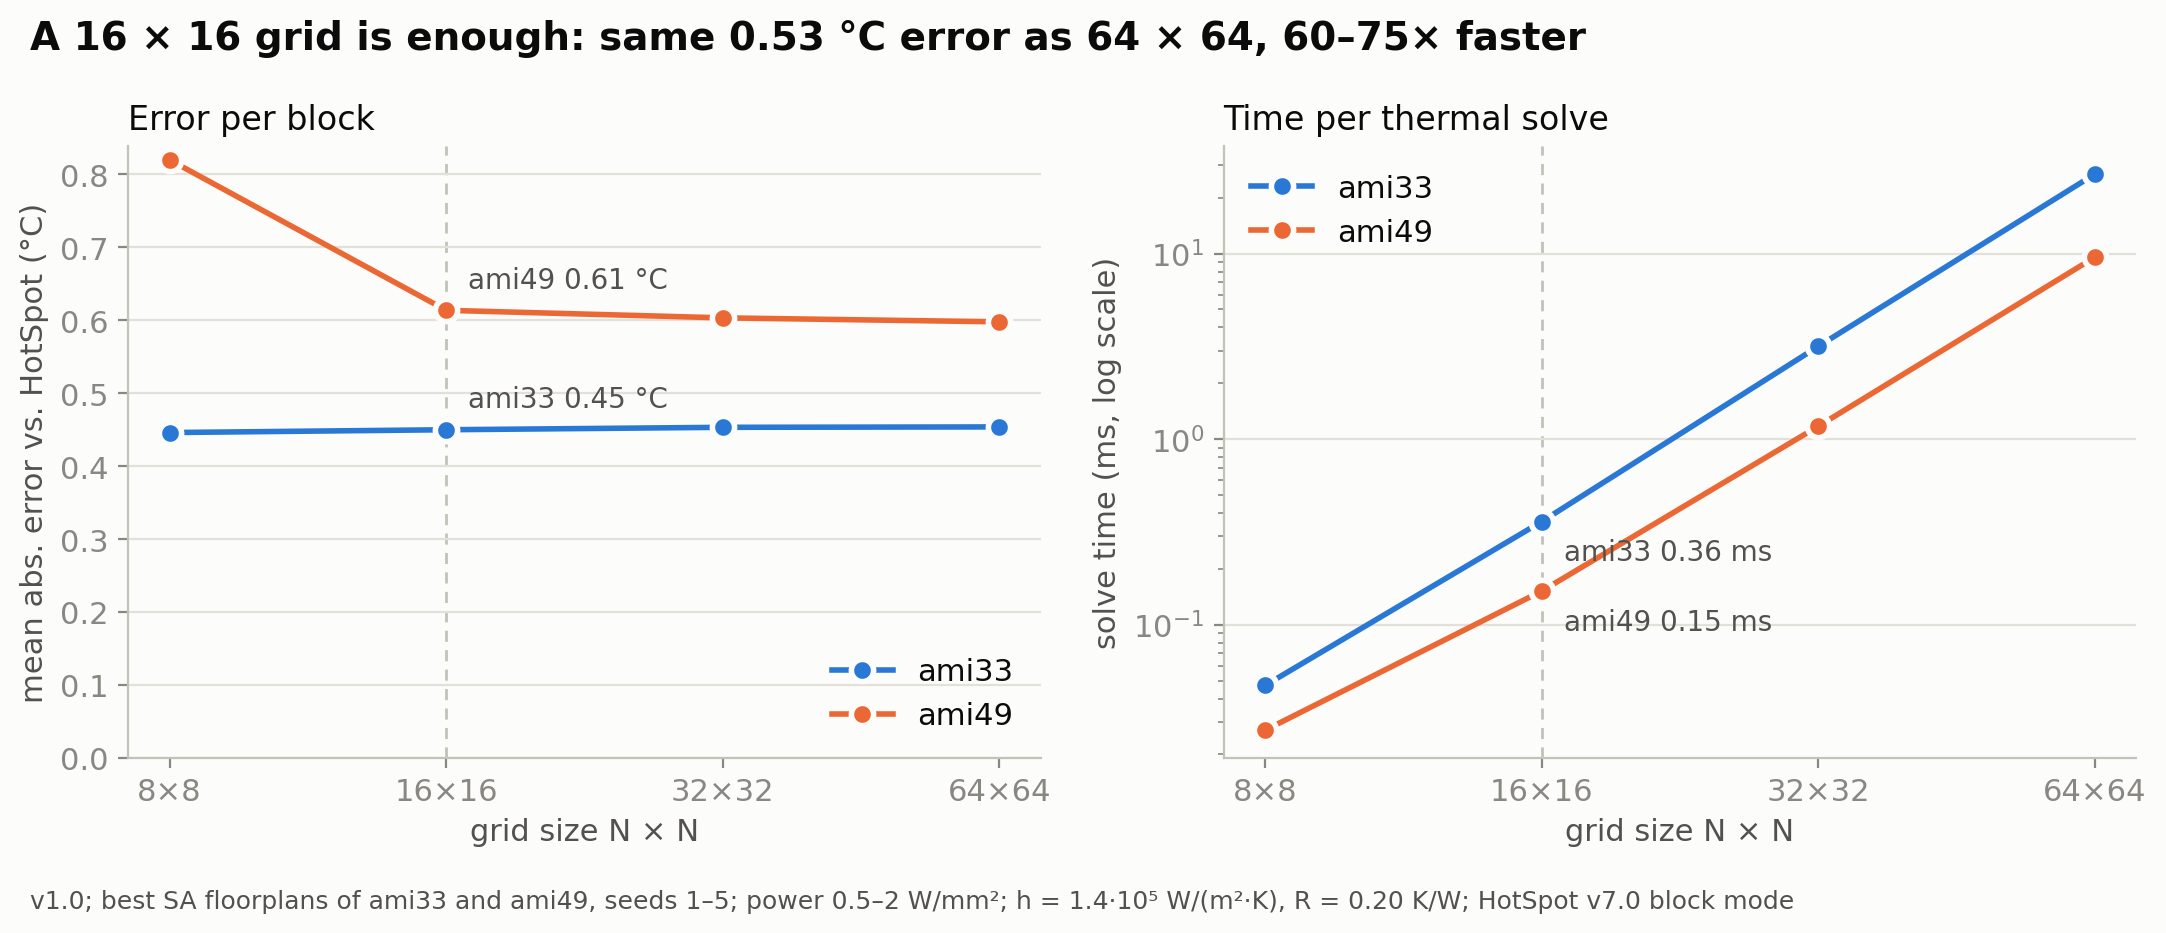 A 16 × 16 grid is enough: same 0.53 °C error as 64 × 64, 60–75× faster
Error per block
mean abs. error vs. HotSpot (°C)
0.8
0.7
0.6
0.5
0.4
0.3
0.2
0.1
0.0
ami49 0.61 °C
ami33 0.45 °C
ami33
ami49
8×8
16×16
32×32
64×64
grid size N × N
Time per thermal solve
solve time (ms, log scale)
10¹
10⁰
10⁻¹
ami33
ami49
ami33 0.36 ms
ami49 0.15 ms
8×8
16×16
32×32
64×64
grid size N × N
v1.0; best SA floorplans of ami33 and ami49, seeds 1–5; power 0.5–2 W/mm²; h = 1.4·10⁵ W/(m²·K), R = 0.20 K/W; HotSpot v7.0 block mode